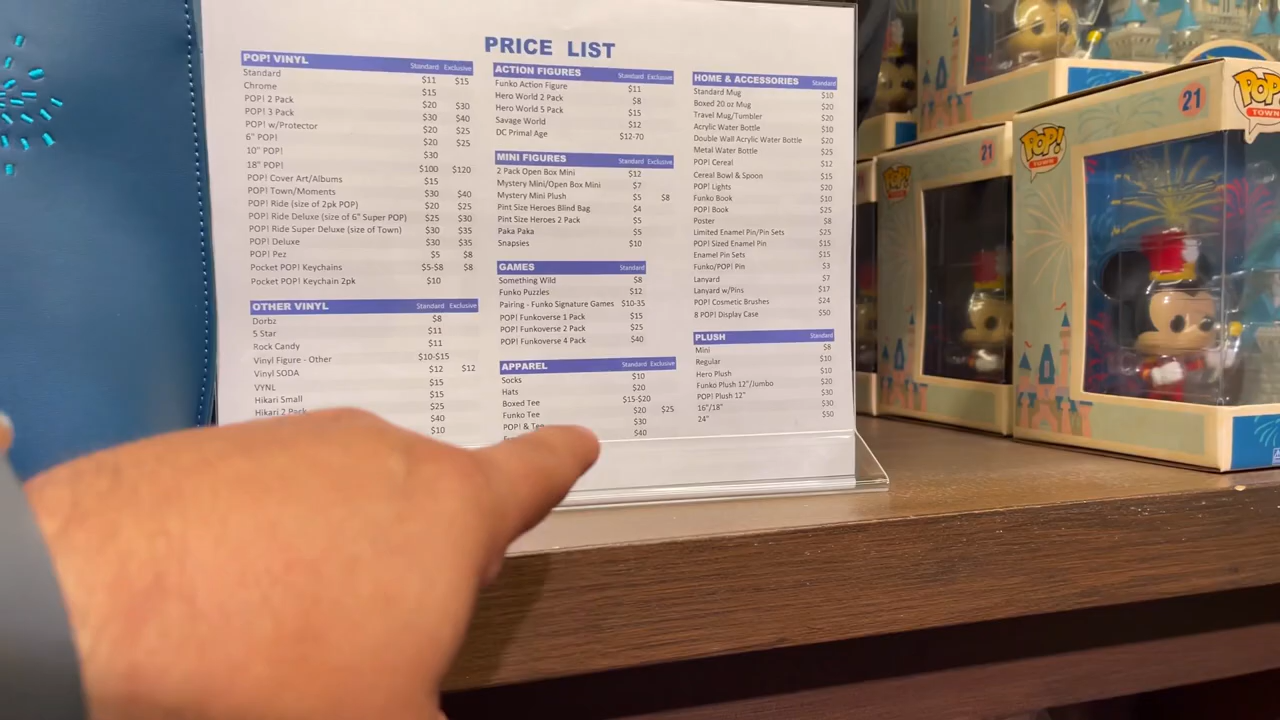 PRICE LIST
POP! VINYL Standard Exclusive
Standard $11 $15
Chrome $15
POP! 2 Pack $20 $30
POP! 3 Pack $30 $40
POP! w/Protector $20 $25
6" POP! $20 $25
10" POP! $30
18" POP! $100 $120
POP! Cover Art/Albums $15
POP! Town/Moments $30 $40
POP! Ride (size of 2pk POP) $20 $25
POP! Ride Deluxe (size of 6" Super POP) $25 $30
POP! Ride Super Deluxe (size of Town) $30 $35
POP! Deluxe $30 $35
POP! Pez $5 $8
Pocket POP! Keychains $5-$8 $8
Pocket POP! Keychain 2pk $10
OTHER VINYL Standard Exclusive
Dorbz $8
5 Star $11
Rock Candy $11
Vinyl Figure - Other $10-$15
Vinyl SODA $12 $12
VYNL $15
Hikari Small $15
Hikari 2 Pack $25
$40
$10
ACTION FIGURES Standard Exclusive
Funko Action Figure $11
Hero World 2 Pack $8
Hero World 5 Pack $15
Savage World $12
DC Primal Age $12-70
MINI FIGURES Standard Exclusive
2 Pack Open Box Mini $12
Mystery Mini/Open Box Mini $7
Mystery Mini Plush $5 $8
Pint Size Heroes Blind Bag $4
Pint Size Heroes 2 Pack $5
Paka Paka $5
Snapsies $10
GAMES Standard
Something Wild $8
Funko Puzzles $12
Pairing - Funko Signature Games $10-35
POP! Funkoverse 1 Pack $15
POP! Funkoverse 2 Pack $25
POP! Funkoverse 4 Pack $40
APPAREL Standard Exclusive
Socks $10
Hats $20
Boxed Tee $15-$20
Funko Tee $20 $25
POP! & Tee $30
$40
HOME & ACCESSORIES Standard
Standard Mug $10
Boxed 20 oz Mug $20
Travel Mug/Tumbler $20
Acrylic Water Bottle $10
Double Wall Acrylic Water Bottle $20
Metal Water Bottle $25
POP! Cereal $12
Cereal Bowl & Spoon $15
POP! Lights $20
Funko Book $10
POP! Book $25
Poster $8
Limited Enamel Pin/Pin Sets $25
POP! Sized Enamel Pin $15
Enamel Pin Sets $15
Funko/POP! Pin $3
Lanyard $7
Lanyard w/Pins $17
POP! Cosmetic Brushes $24
8 POP! Display Case $50
PLUSH Standard
Mini $8
Regular $10
Hero Plush $10
Funko Plush 12"/Jumbo $20
POP! Plush 12" $30
16"/18" $30
24" $50
POP!
21
POP!
TOWN
21
POP!
TOWN